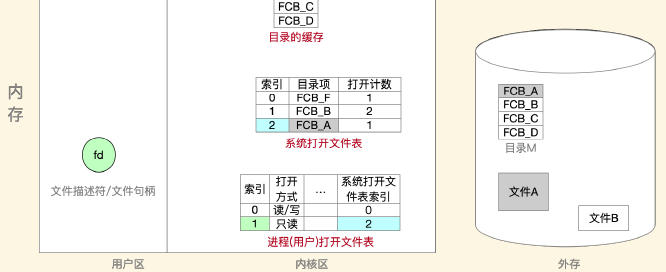 FCB_C
FCB_D
目录的缓存
内存
索引 目录项 打开计数
0 FCB_F 1
1 FCB_B 2
2 FCB_A 1
系统打开文件表
fd
文件描述符/文件句柄
索引 打开方式 … 系统打开文件表索引
0 读/写 0
1 只读 2
进程(用户)打开文件表
用户区
内核区
FCB_A
FCB_B
FCB_C
FCB_D
目录M
文件A
文件B
外存